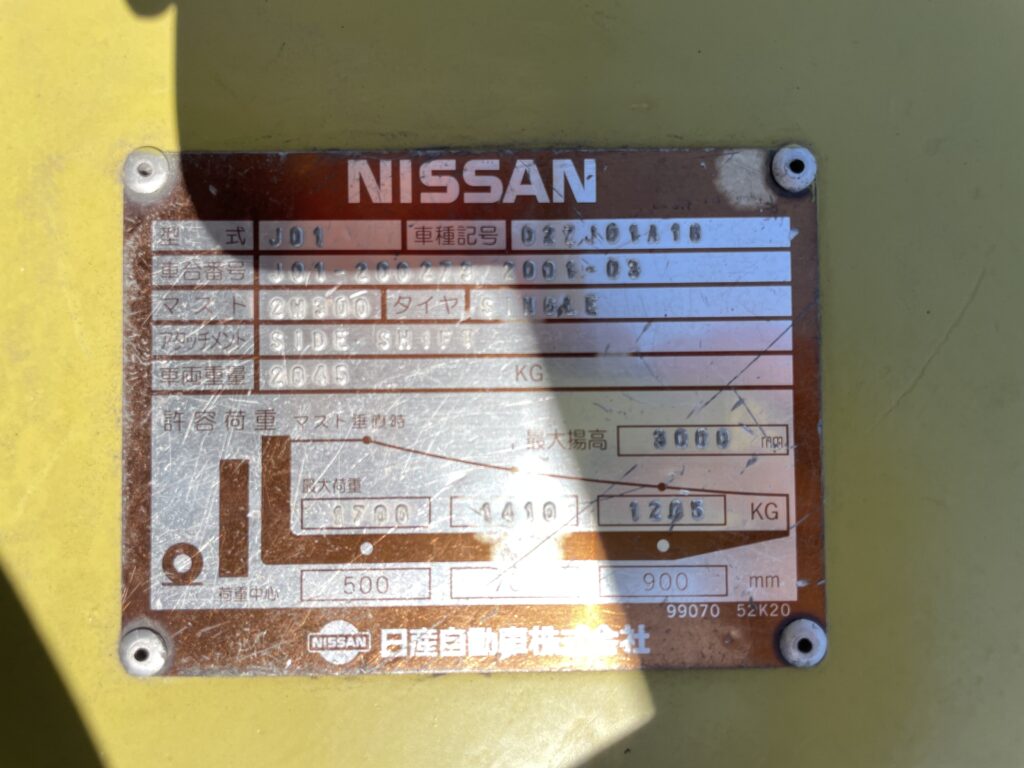 NISSAN
型式 J01 車種記号 02ZJ01A18
車台番号 2001-03
マスト 2M300 タイヤ SINGLE
アタッチメント SIDE SHIFT
車両重量 2045 KG
許容荷重 マスト垂直時
最大揚高 3000 mm
最大荷重
1700 1410 1205 KG
荷重中心 500 900 mm
99070 52K20
NISSAN 日産自動車株式会社